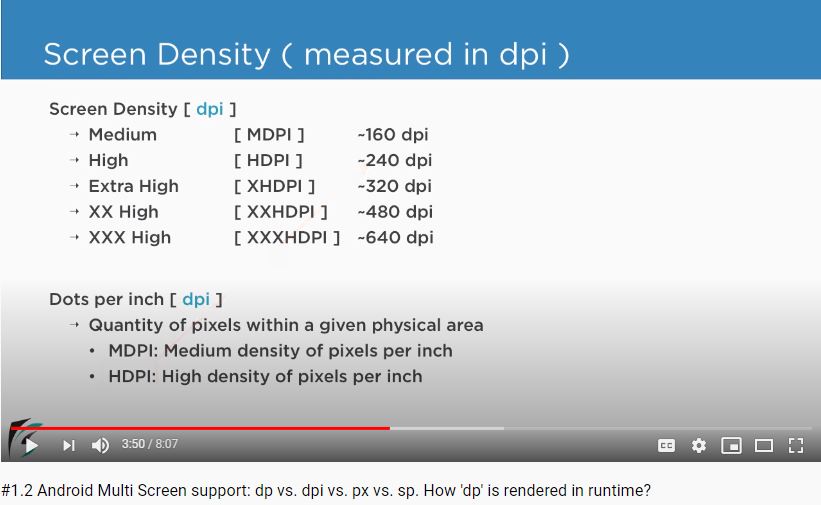 Screen Density ( measured in dpi )
Screen Density [ dpi ]
→ Medium [ MDPI ] ~160 dpi
→ High [ HDPI ] ~240 dpi
→ Extra High [ XHDPI ] ~320 dpi
→ XX High [ XXHDPI ] ~480 dpi
→ XXX High [ XXXHDPI ] ~640 dpi
Dots per inch [ dpi ]
→ Quantity of pixels within a given physical area
• MDPI: Medium density of pixels per inch
• HDPI: High density of pixels per inch
3:50 / 8:07
CC
#1.2 Android Multi Screen support: dp vs. dpi vs. px vs. sp. How 'dp' is rendered in runtime?